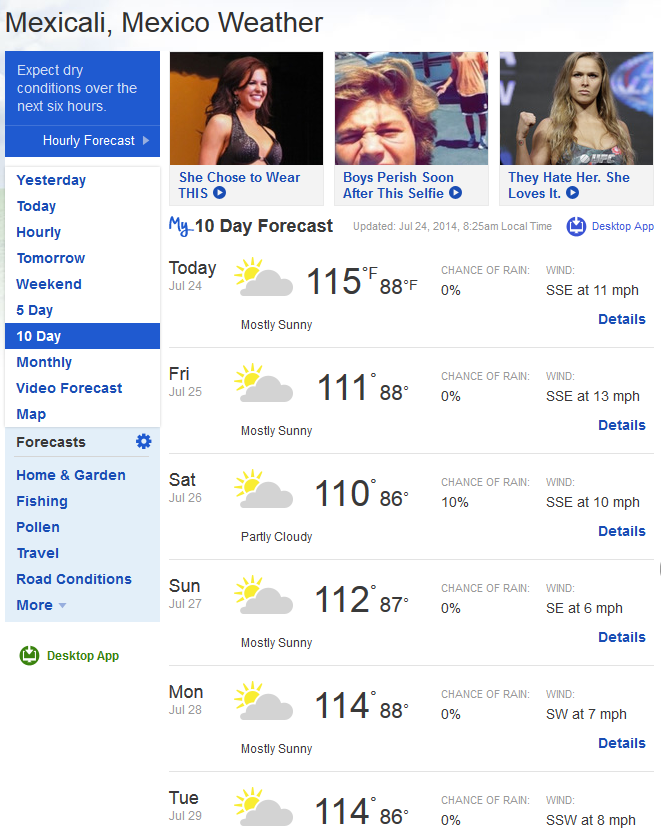 Mexicali, Mexico Weather
Expect dry
conditions over the
next six hours.
Hourly Forecast
Yesterday
Today
Hourly
Tomorrow
Weekend
5 Day
10 Day
Monthly
Video Forecast
Map
Forecasts
Home & Garden
Fishing
Pollen
Travel
Road Conditions
More
Desktop App
She Chose to Wear
THIS
Boys Perish Soon
After This Selfie
UFC
They Hate Her. She
Loves It.
My 10 Day Forecast
Updated: Jul 24, 2014, 8:25am Local Time
Desktop App
Today
Jul 24
Mostly Sunny
115°F 88°F
CHANCE OF RAIN:
0%
WIND:
SSE at 11 mph
Details
Fri
Jul 25
Mostly Sunny
111° 88°
CHANCE OF RAIN:
0%
WIND:
SSE at 13 mph
Details
Sat
Jul 26
Partly Cloudy
110° 86°
CHANCE OF RAIN:
10%
WIND:
SSE at 10 mph
Details
Sun
Jul 27
Mostly Sunny
112° 87°
CHANCE OF RAIN:
0%
WIND:
SE at 6 mph
Details
Mon
Jul 28
Mostly Sunny
114° 88°
CHANCE OF RAIN:
0%
WIND:
SW at 7 mph
Details
Tue
Jul 29
114° 86°
CHANCE OF RAIN:
0%
WIND:
SSW at 8 mph